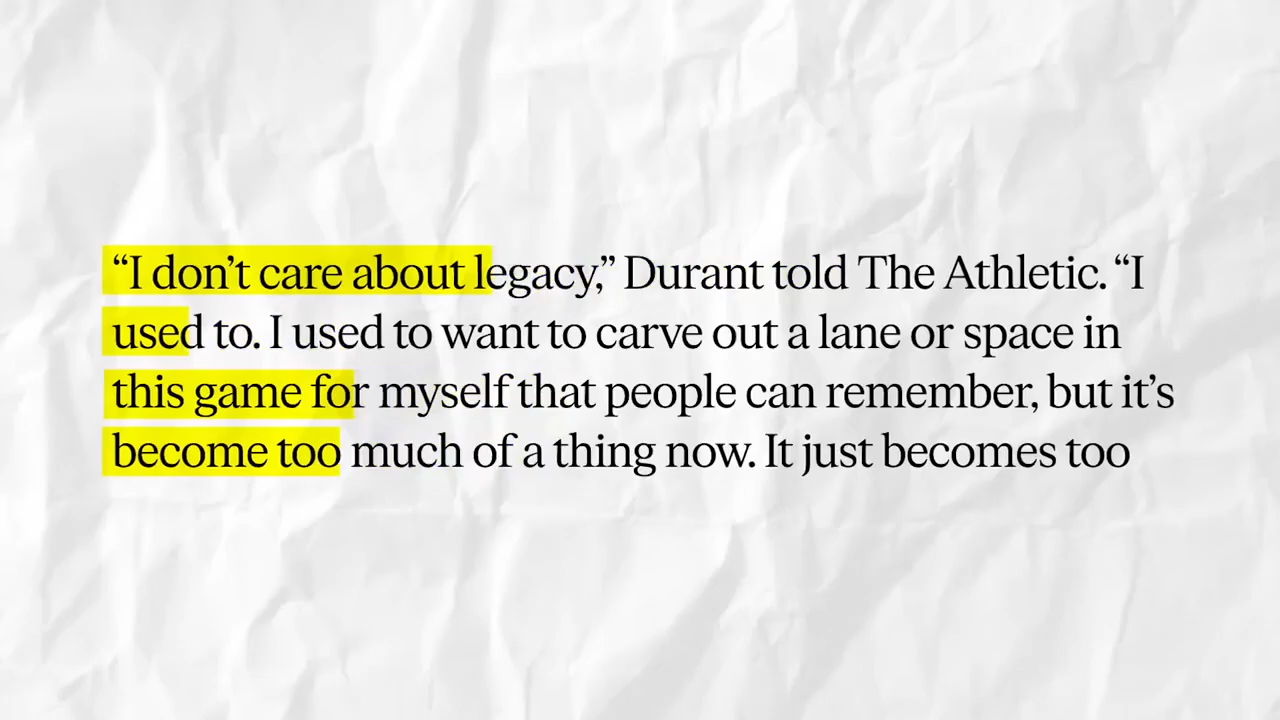 “I don’t care about legacy,” Durant told The Athletic. “I
used to. I used to want to carve out a lane or space in
this game for myself that people can remember, but it’s
become too much of a thing now. It just becomes too